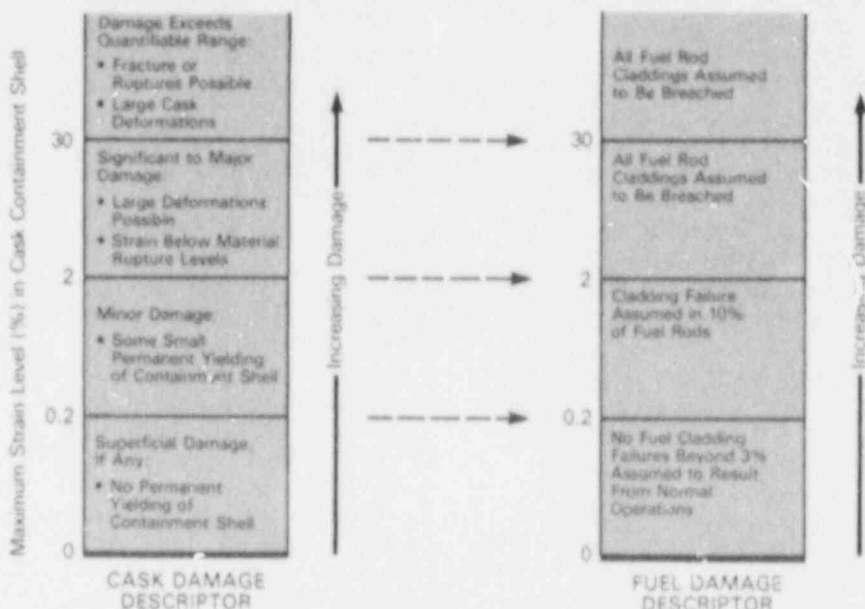 Maximum Strain Level (%) in Cask Containment Shell
Damage Exceeds
Quantifiable Range:
• Fracture or
Ruptures Possible
• Large Cask
Deformations
30
Significant to Major
Damage:
• Large Deformations
Possible
• Strain Below Material
Rupture Levels
2
Minor Damage:
• Some Small
Permanent Yielding
of Containment Shell
0.2
Superficial Damage,
If Any:
• No Permanent
Yielding of
Containment Shell
0
CASK DAMAGE
DESCRIPTOR
Increasing Damage
All Fuel Rod
Claddings Assumed
to Be Breached
30
All Fuel Rod
Claddings Assumed
to Be Breached
2
Cladding Failure
Assumed in 10%
of Fuel Rods
0.2
No Fuel Cladding
Failures Beyond 3%
Assumed to Result
From Normal
Operations
0
FUEL DAMAGE
DESCRIPTOR
Increasing Damage